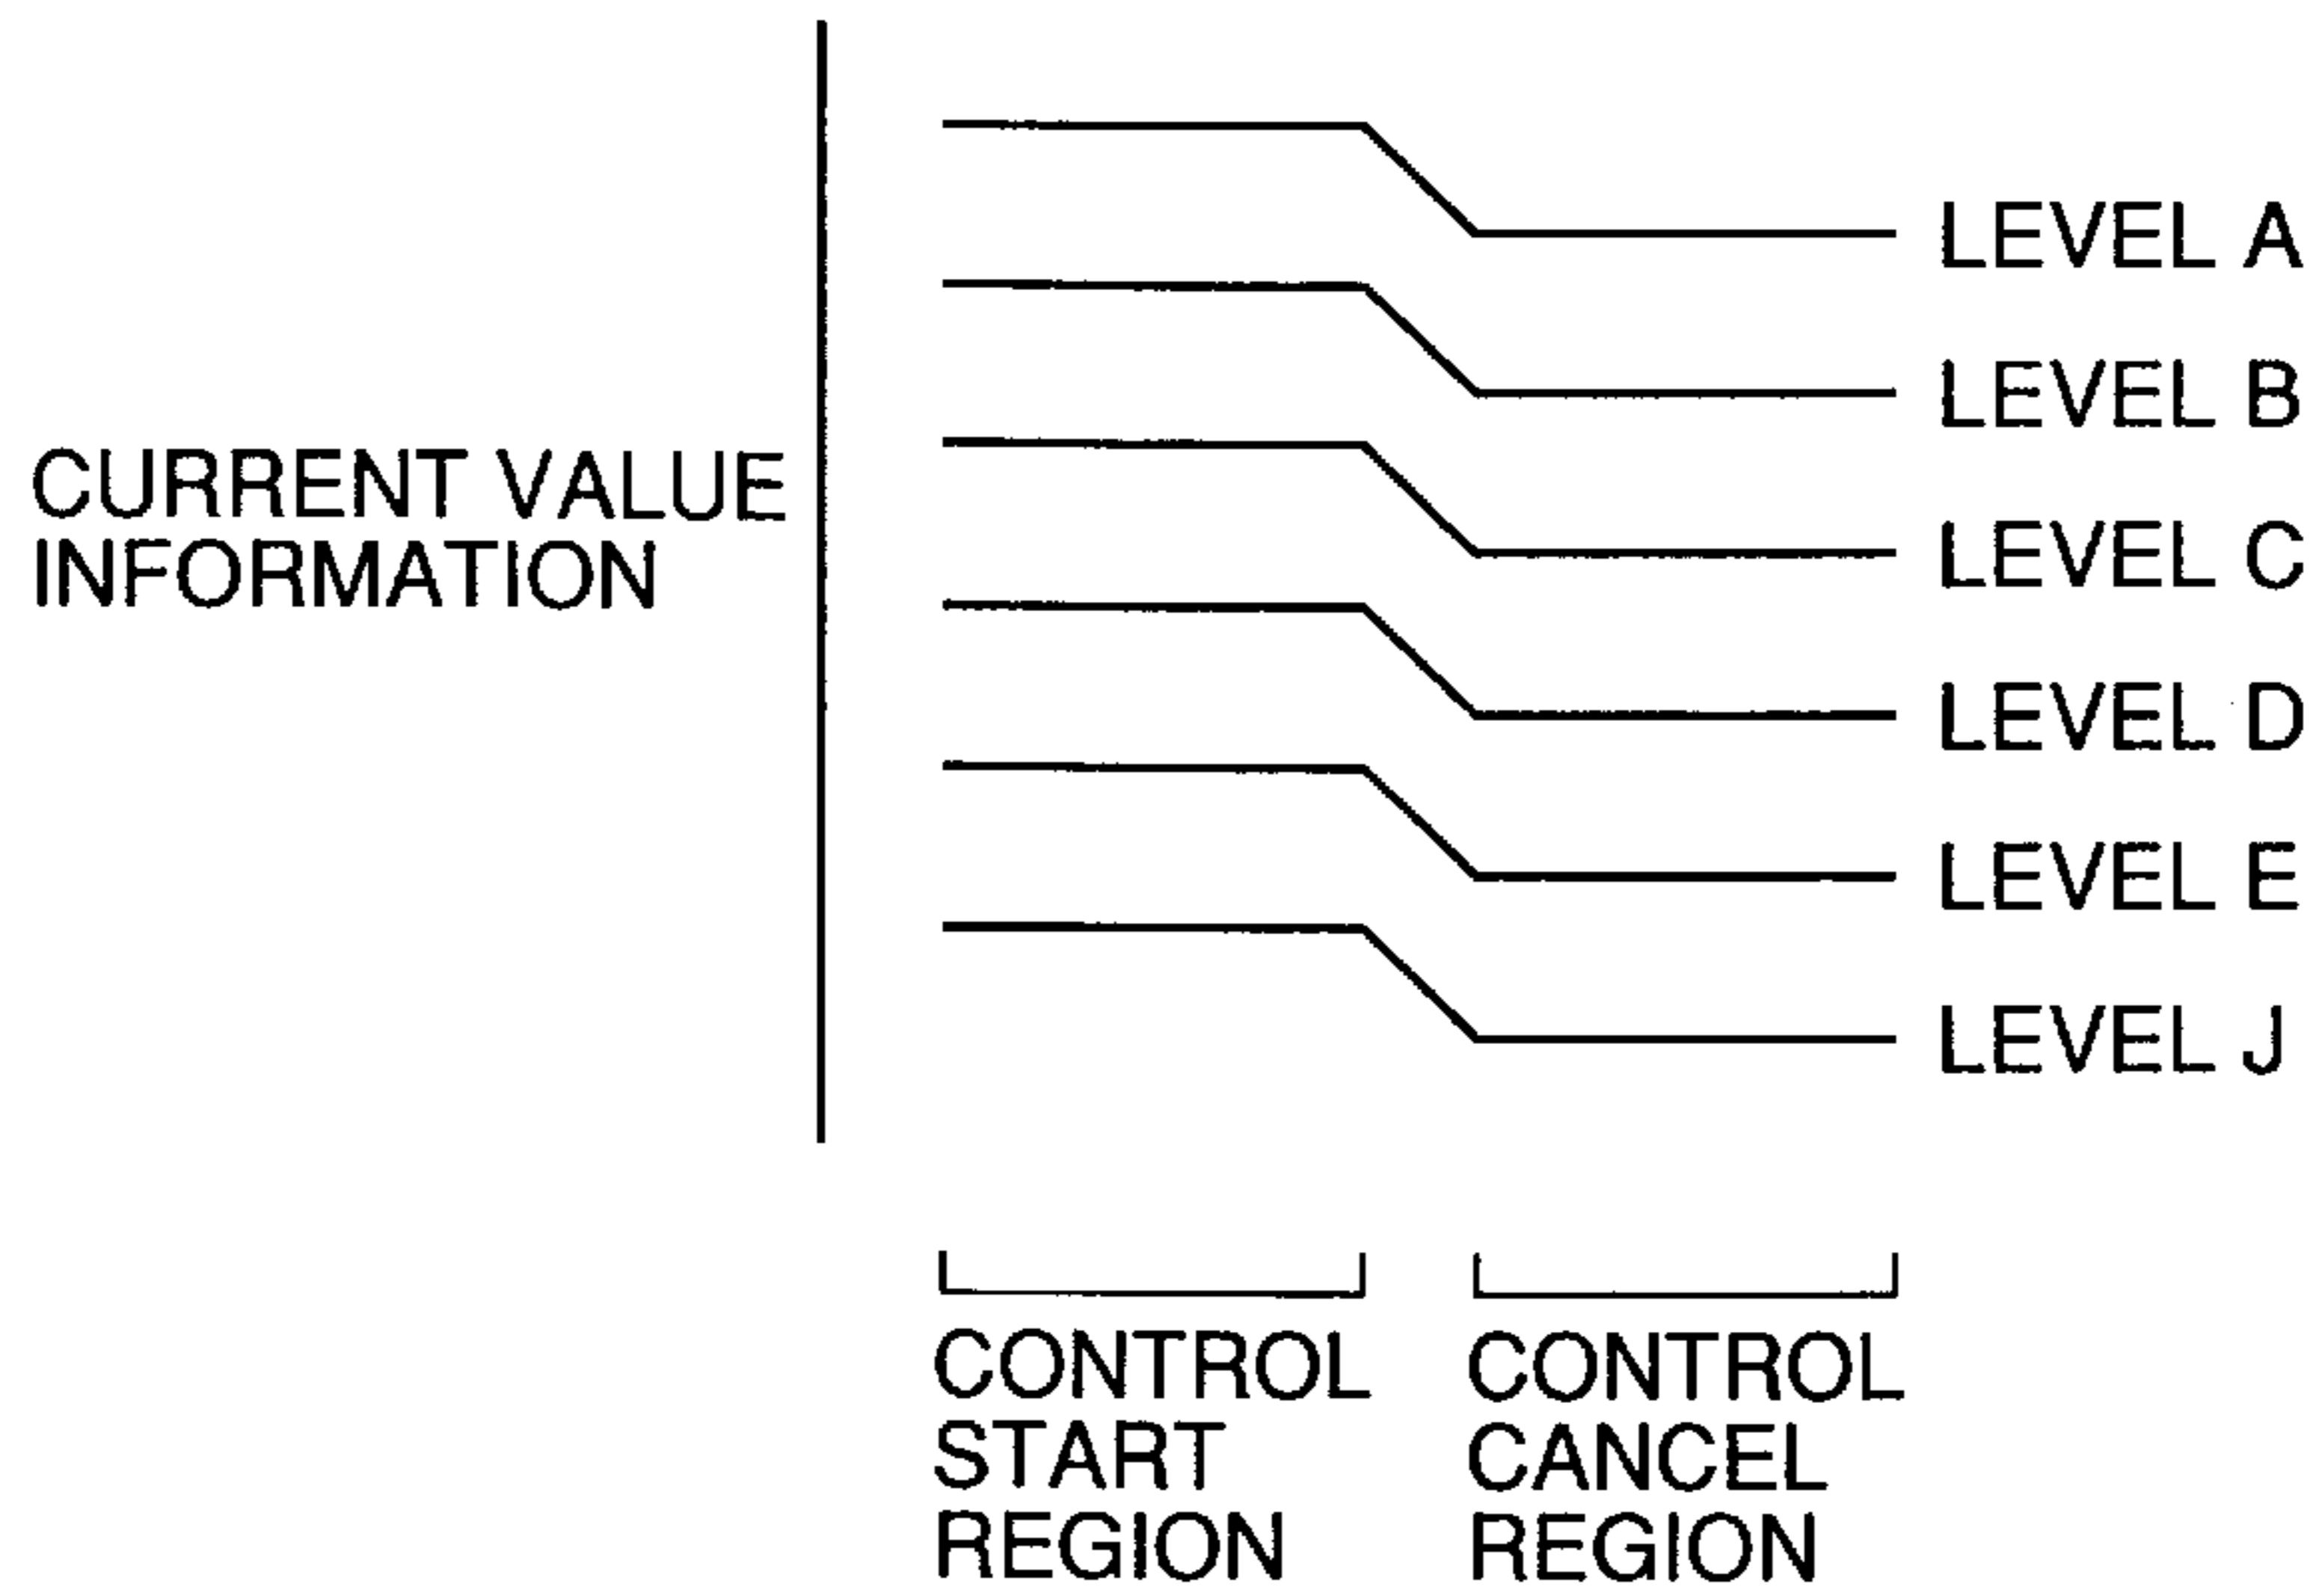 LEVEL A
LEVEL B
CURRENT VALUE
INFORMATION
LEVEL C
LEVEL D
LEVEL E
LEVEL J
CONTROL
START
REGION
CONTROL
CANCEL
REGION